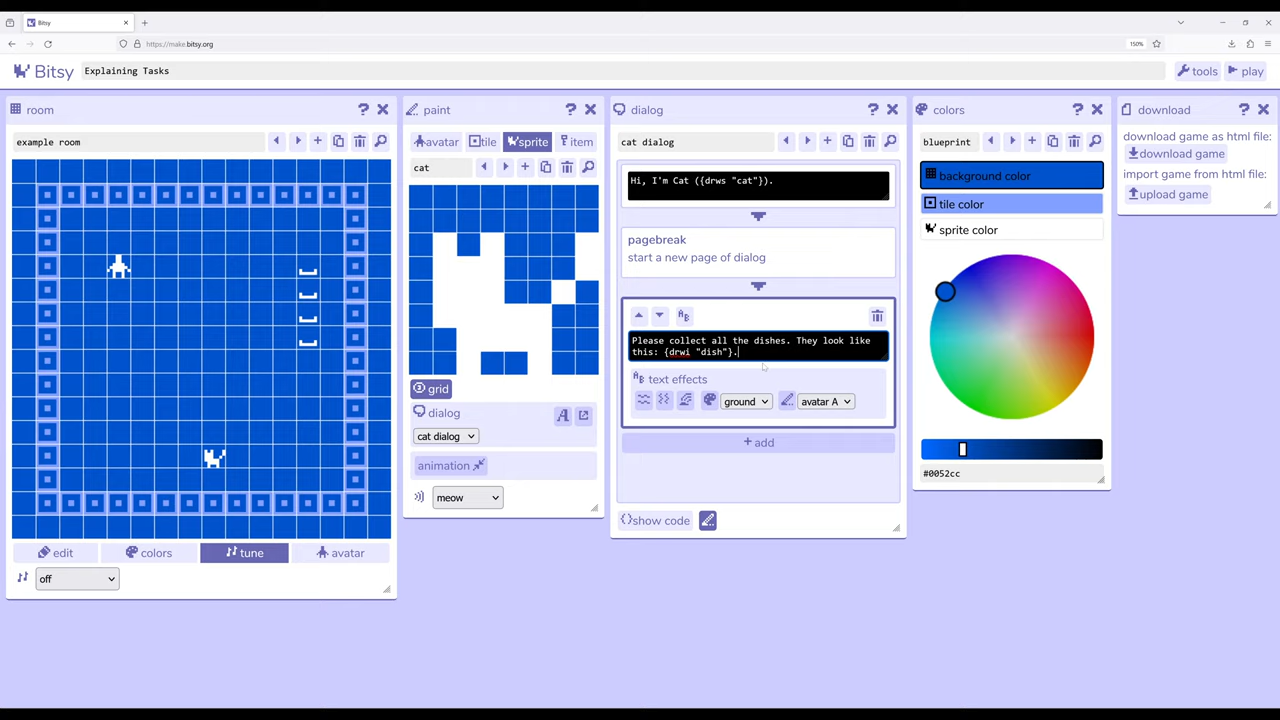 Bitsy
https://make.bitsy.org
150%
Bitsy
Explaining Tasks
tools
play
room
example room
edit
colors
tune
avatar
off
paint
avatar
tile
sprite
item
cat
grid
dialog
cat dialog
animation
meow
dialog
cat dialog
Hi, I'm Cat ({drws "cat"}).
pagebreak
start a new page of dialog
Please collect all the dishes. They look like
this: {drwi "dish"}.
text effects
ground
avatar A
+ add
show code
colors
blueprint
background color
tile color
sprite color
#0052cc
download
download game as html file:
download game
import game from html file:
upload game